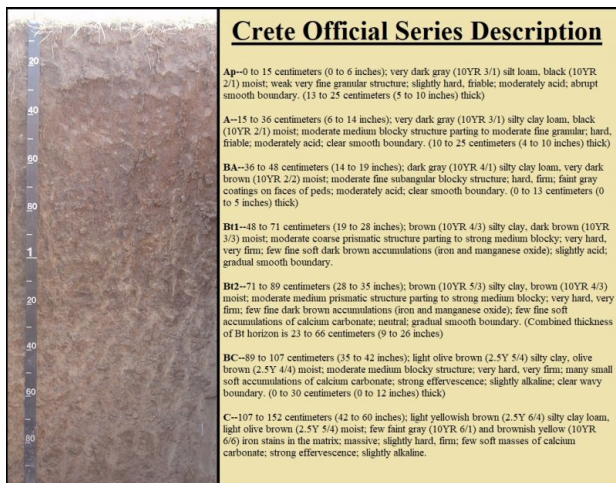 Crete Official Series Description
Ap--0 to 15 centimeters (0 to 6 inches); very dark gray (10YR 3/1) silt loam, black (10YR
2/1) moist; weak very fine granular structure; slightly hard, friable; moderately acid; abrupt
smooth boundary. (13 to 25 centimeters (5 to 10 inches) thick)
A--15 to 36 centimeters (6 to 14 inches); very dark gray (10YR 3/1) silty clay loam, black
(10YR 2/1) moist; moderate medium blocky structure parting to moderate fine granular; hard,
friable; moderately acid; clear smooth boundary. (10 to 25 centimeters (4 to 10 inches) thick)
BA--36 to 48 centimeters (14 to 19 inches); dark gray (10YR 4/1) silty clay loam, very dark
brown (10YR 2/2) moist; moderate fine subangular blocky structure; hard, firm; faint gray
coatings on faces of peds; moderately acid; clear smooth boundary. (0 to 13 centimeters (0
to 5 inches) thick)
Bt1--48 to 71 centimeters (19 to 28 inches); brown (10YR 4/3) silty clay, dark brown (10YR
3/3) moist; moderate coarse prismatic structure parting to strong medium blocky; very hard,
very firm; few fine soft dark brown accumulations (iron and manganese oxide); slightly acid;
gradual smooth boundary.
Bt2--71 to 89 centimeters (28 to 35 inches); brown (10YR 5/3) silty clay, brown (10YR 4/3)
moist; moderate medium prismatic structure parting to strong medium blocky; very hard, very
firm; few fine dark brown accumulations (iron and manganese oxide); few fine soft
accumulations of calcium carbonate; neutral; gradual smooth boundary. (Combined thickness
of Bt horizon is 23 to 66 centimeters (9 to 26 inches)
BC--89 to 107 centimeters (35 to 42 inches); light olive brown (2.5Y 5/4) silty clay, olive
brown (2.5Y 4/4) moist; moderate medium blocky structure; very hard, very firm; many small
soft accumulations of calcium carbonate; strong effervescence; slightly alkaline; clear wavy
boundary. (0 to 30 centimeters (0 to 12 inches) thick)
C--107 to 152 centimeters (42 to 60 inches); light yellowish brown (2.5Y 6/4) silty clay loam,
light olive brown (2.5Y 5/4) moist; few faint gray (10YR 6/1) and brownish yellow (10YR
6/6) iron stains in the matrix; massive; slightly hard, firm; few soft masses of calcium
carbonate; strong effervescence; slightly alkaline.
20
40
60
80
1
20
40
60
80